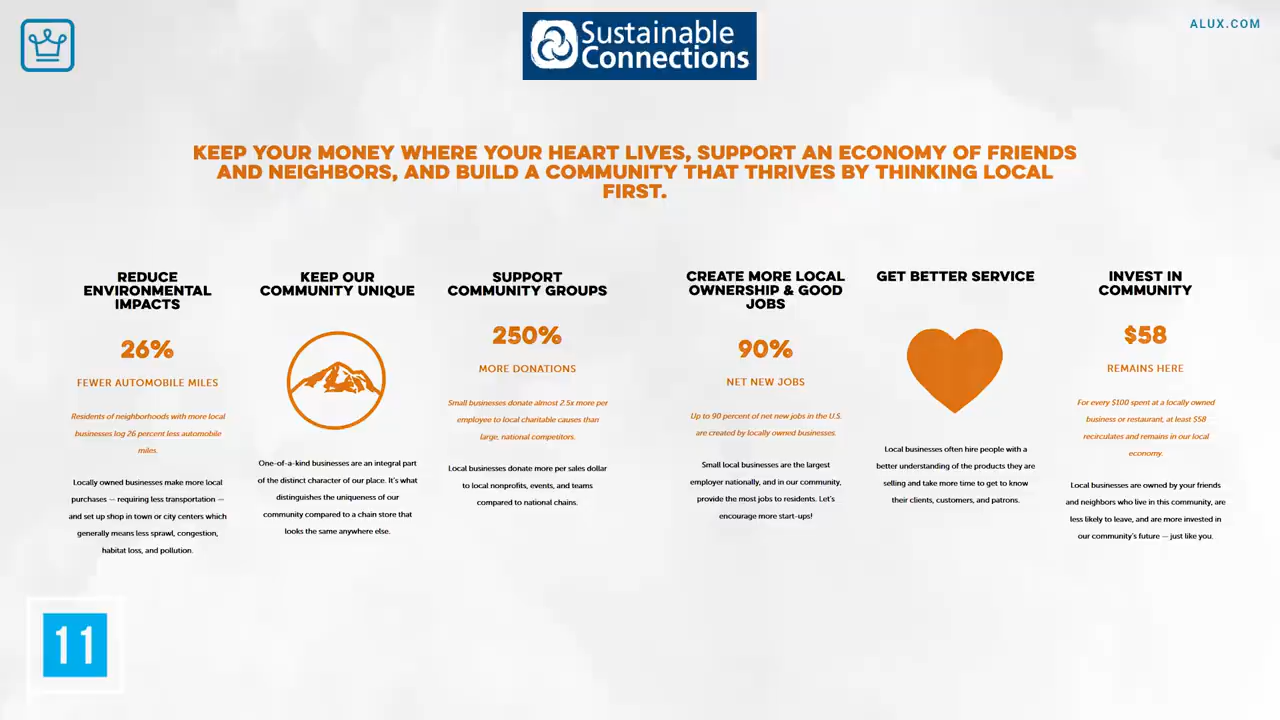 Sustainable
Connections
ALUX.COM
KEEP YOUR MONEY WHERE YOUR HEART LIVES, SUPPORT AN ECONOMY OF FRIENDS
AND NEIGHBORS, AND BUILD A COMMUNITY THAT THRIVES BY THINKING LOCAL
FIRST.
REDUCE
ENVIRONMENTAL
IMPACTS
26%
FEWER AUTOMOBILE MILES
Residents of neighborhoods with more local
businesses log 26 percent less automobile
miles.
Locally owned businesses make more local
purchases — requiring less transportation —
and set up shop in town or city centers which
generally means less sprawl, congestion,
habitat loss, and pollution.
KEEP OUR
COMMUNITY UNIQUE
One-of-a-kind businesses are an integral part
of the distinct character of our place. It's what
distinguishes the uniqueness of our
community compared to a chain store that
looks the same anywhere else.
SUPPORT
COMMUNITY GROUPS
250%
MORE DONATIONS
Small businesses donate almost 2.5x more per
employee to local charitable causes than
large, national competitors.
Local businesses donate more per sales dollar
to local nonprofits, events, and teams
compared to national chains.
CREATE MORE LOCAL
OWNERSHIP & GOOD
JOBS
90%
NET NEW JOBS
Up to 90 percent of net new jobs in the U.S.
are created by locally owned businesses.
Small local businesses are the largest
employer nationally, and in our community,
provide the most jobs to residents. Let's
encourage more start-ups!
GET BETTER SERVICE
Local businesses often hire people with a
better understanding of the products they are
selling and take more time to get to know
their clients, customers, and patrons.
INVEST IN
COMMUNITY
$58
REMAINS HERE
For every $100 spent at a locally owned
business or restaurant, at least $58
recirculates and remains in our local
economy.
Local businesses are owned by your friends
and neighbors who live in this community, are
less likely to leave, and are more invested in
our community's future — just like you.
11